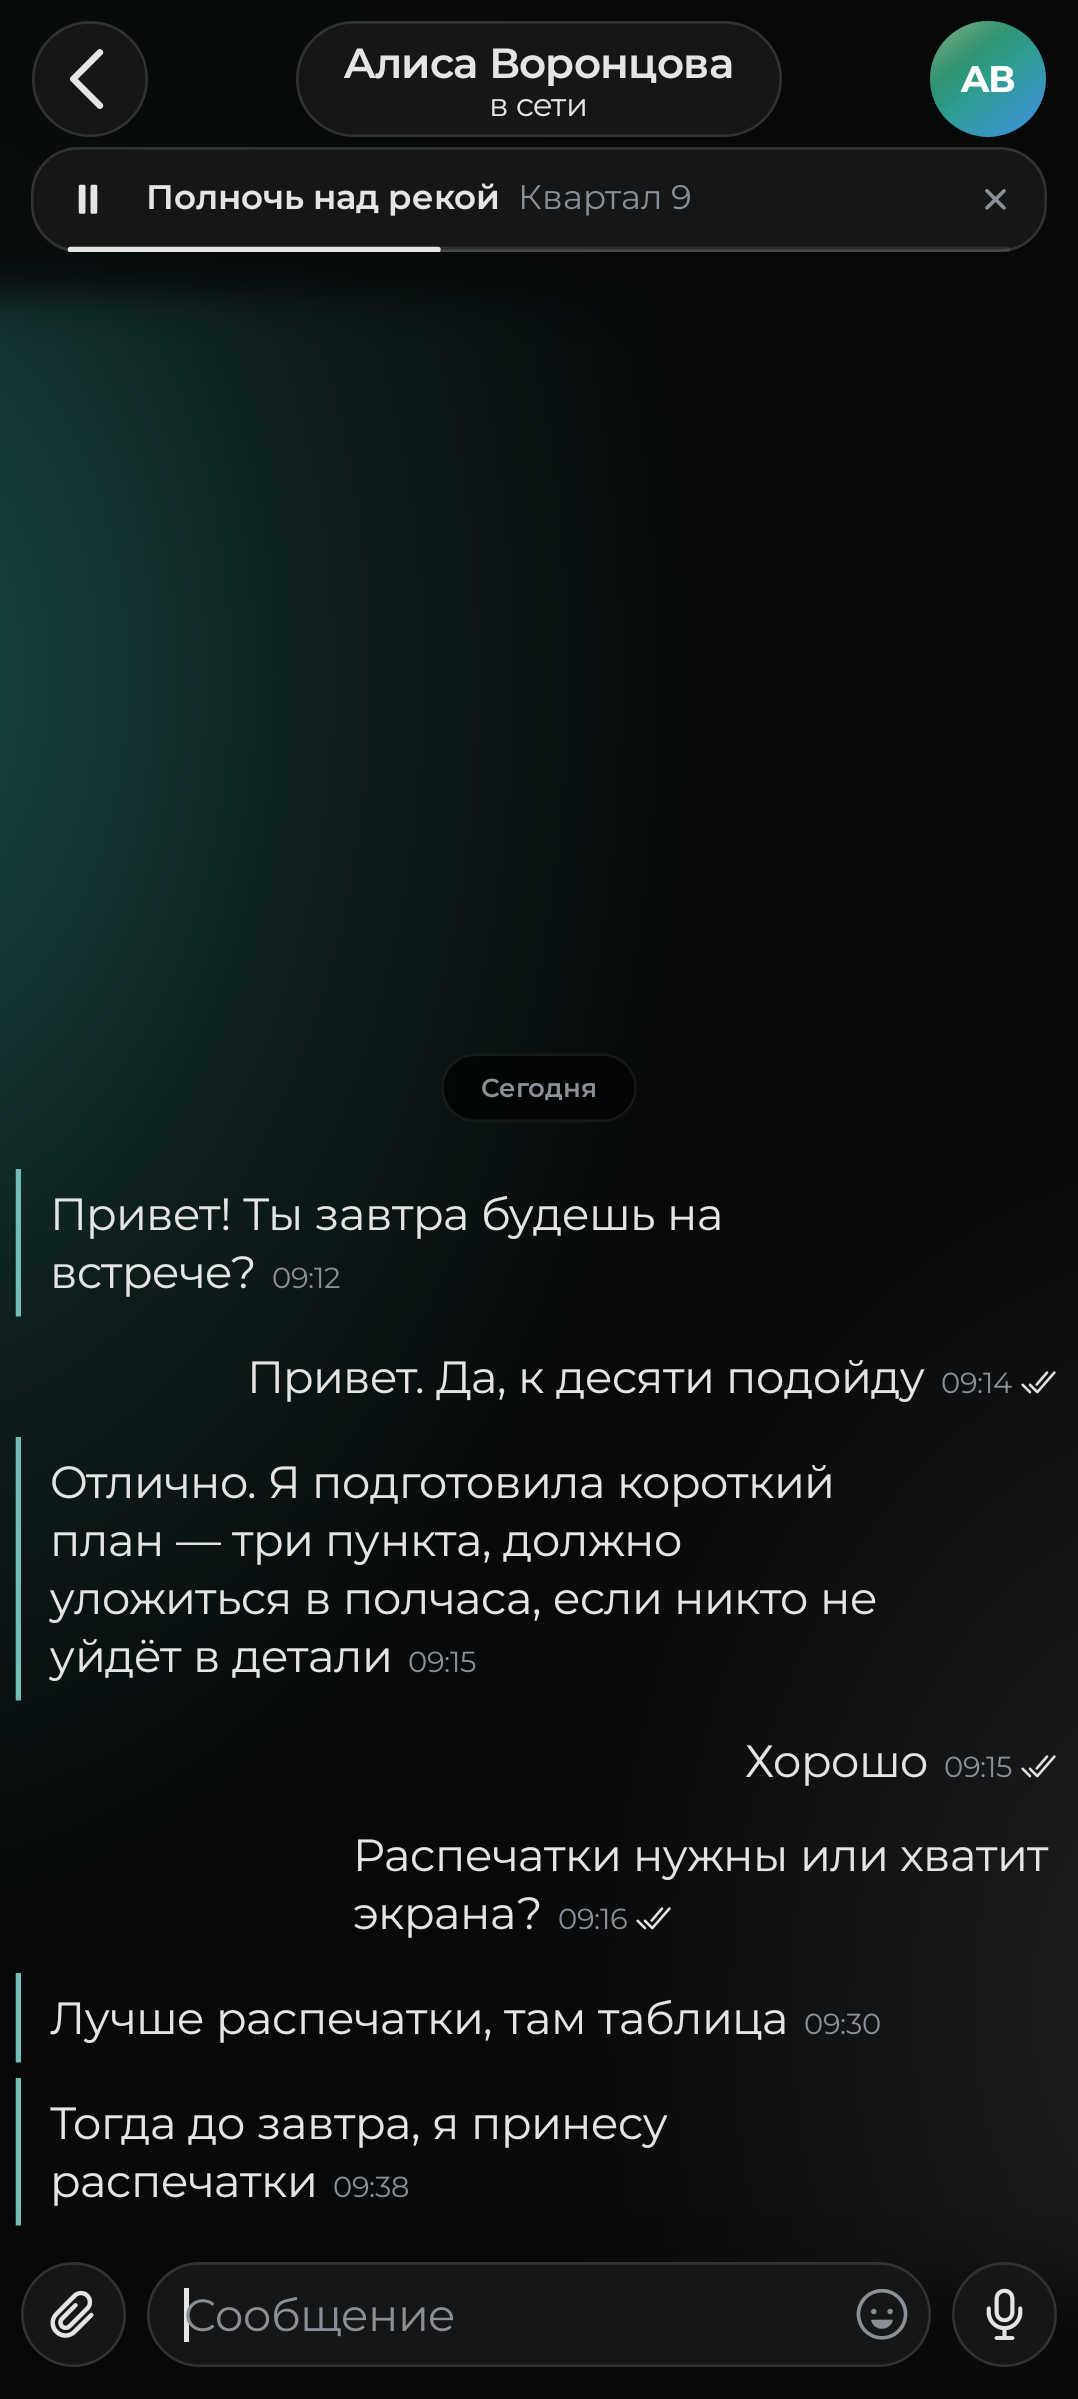 Алиса Воронцова
в сети
АВ
Полночь над рекой Квартал 9
Сегодня
Привет! Ты завтра будешь на
встрече? 09:12
Привет. Да, к десяти подойду 09:14
Отлично. Я подготовила короткий
план — три пункта, должно
уложиться в полчаса, если никто не
уйдёт в детали 09:15
Хорошо 09:15
Распечатки нужны или хватит
экрана? 09:16
Лучше распечатки, там таблица 09:30
Тогда до завтра, я принесу
распечатки 09:38
Сообщение